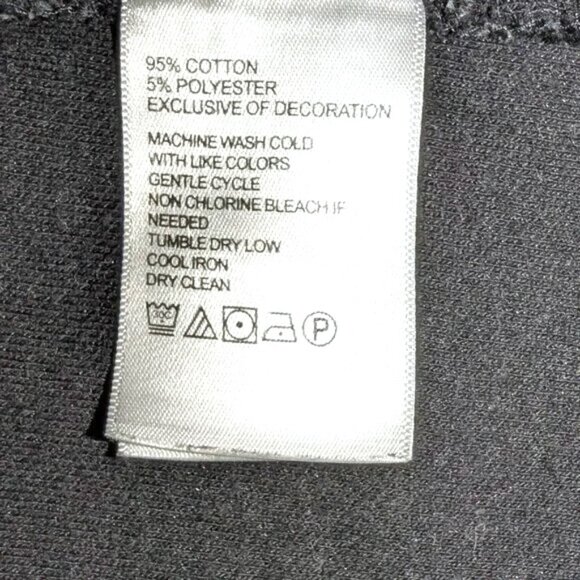 95% COTTON
5% POLYESTER
EXCLUSIVE OF DECORATION
MACHINE WASH COLD
WITH LIKE COLORS
GENTLE CYCLE
NON CHLORINE BLEACH IF
NEEDED
TUMBLE DRY LOW
COOL IRON
DRY CLEAN
30C P